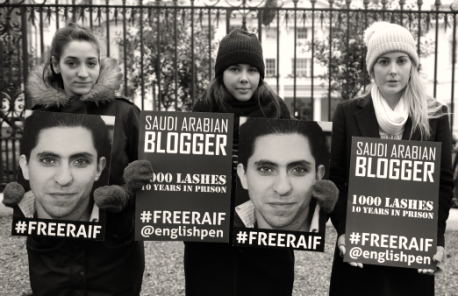 #FREERAIF
SAUDI ARABIAN
BLOGGER
000 LASHES
10 YEARS IN PRISON
#FREERAIF
@englishpen
#FREERAIF
SAUDI ARABIAN
BLOGGER
1000 LASHES
10 YEARS IN PRISON
#FREERAIF
@englishpen